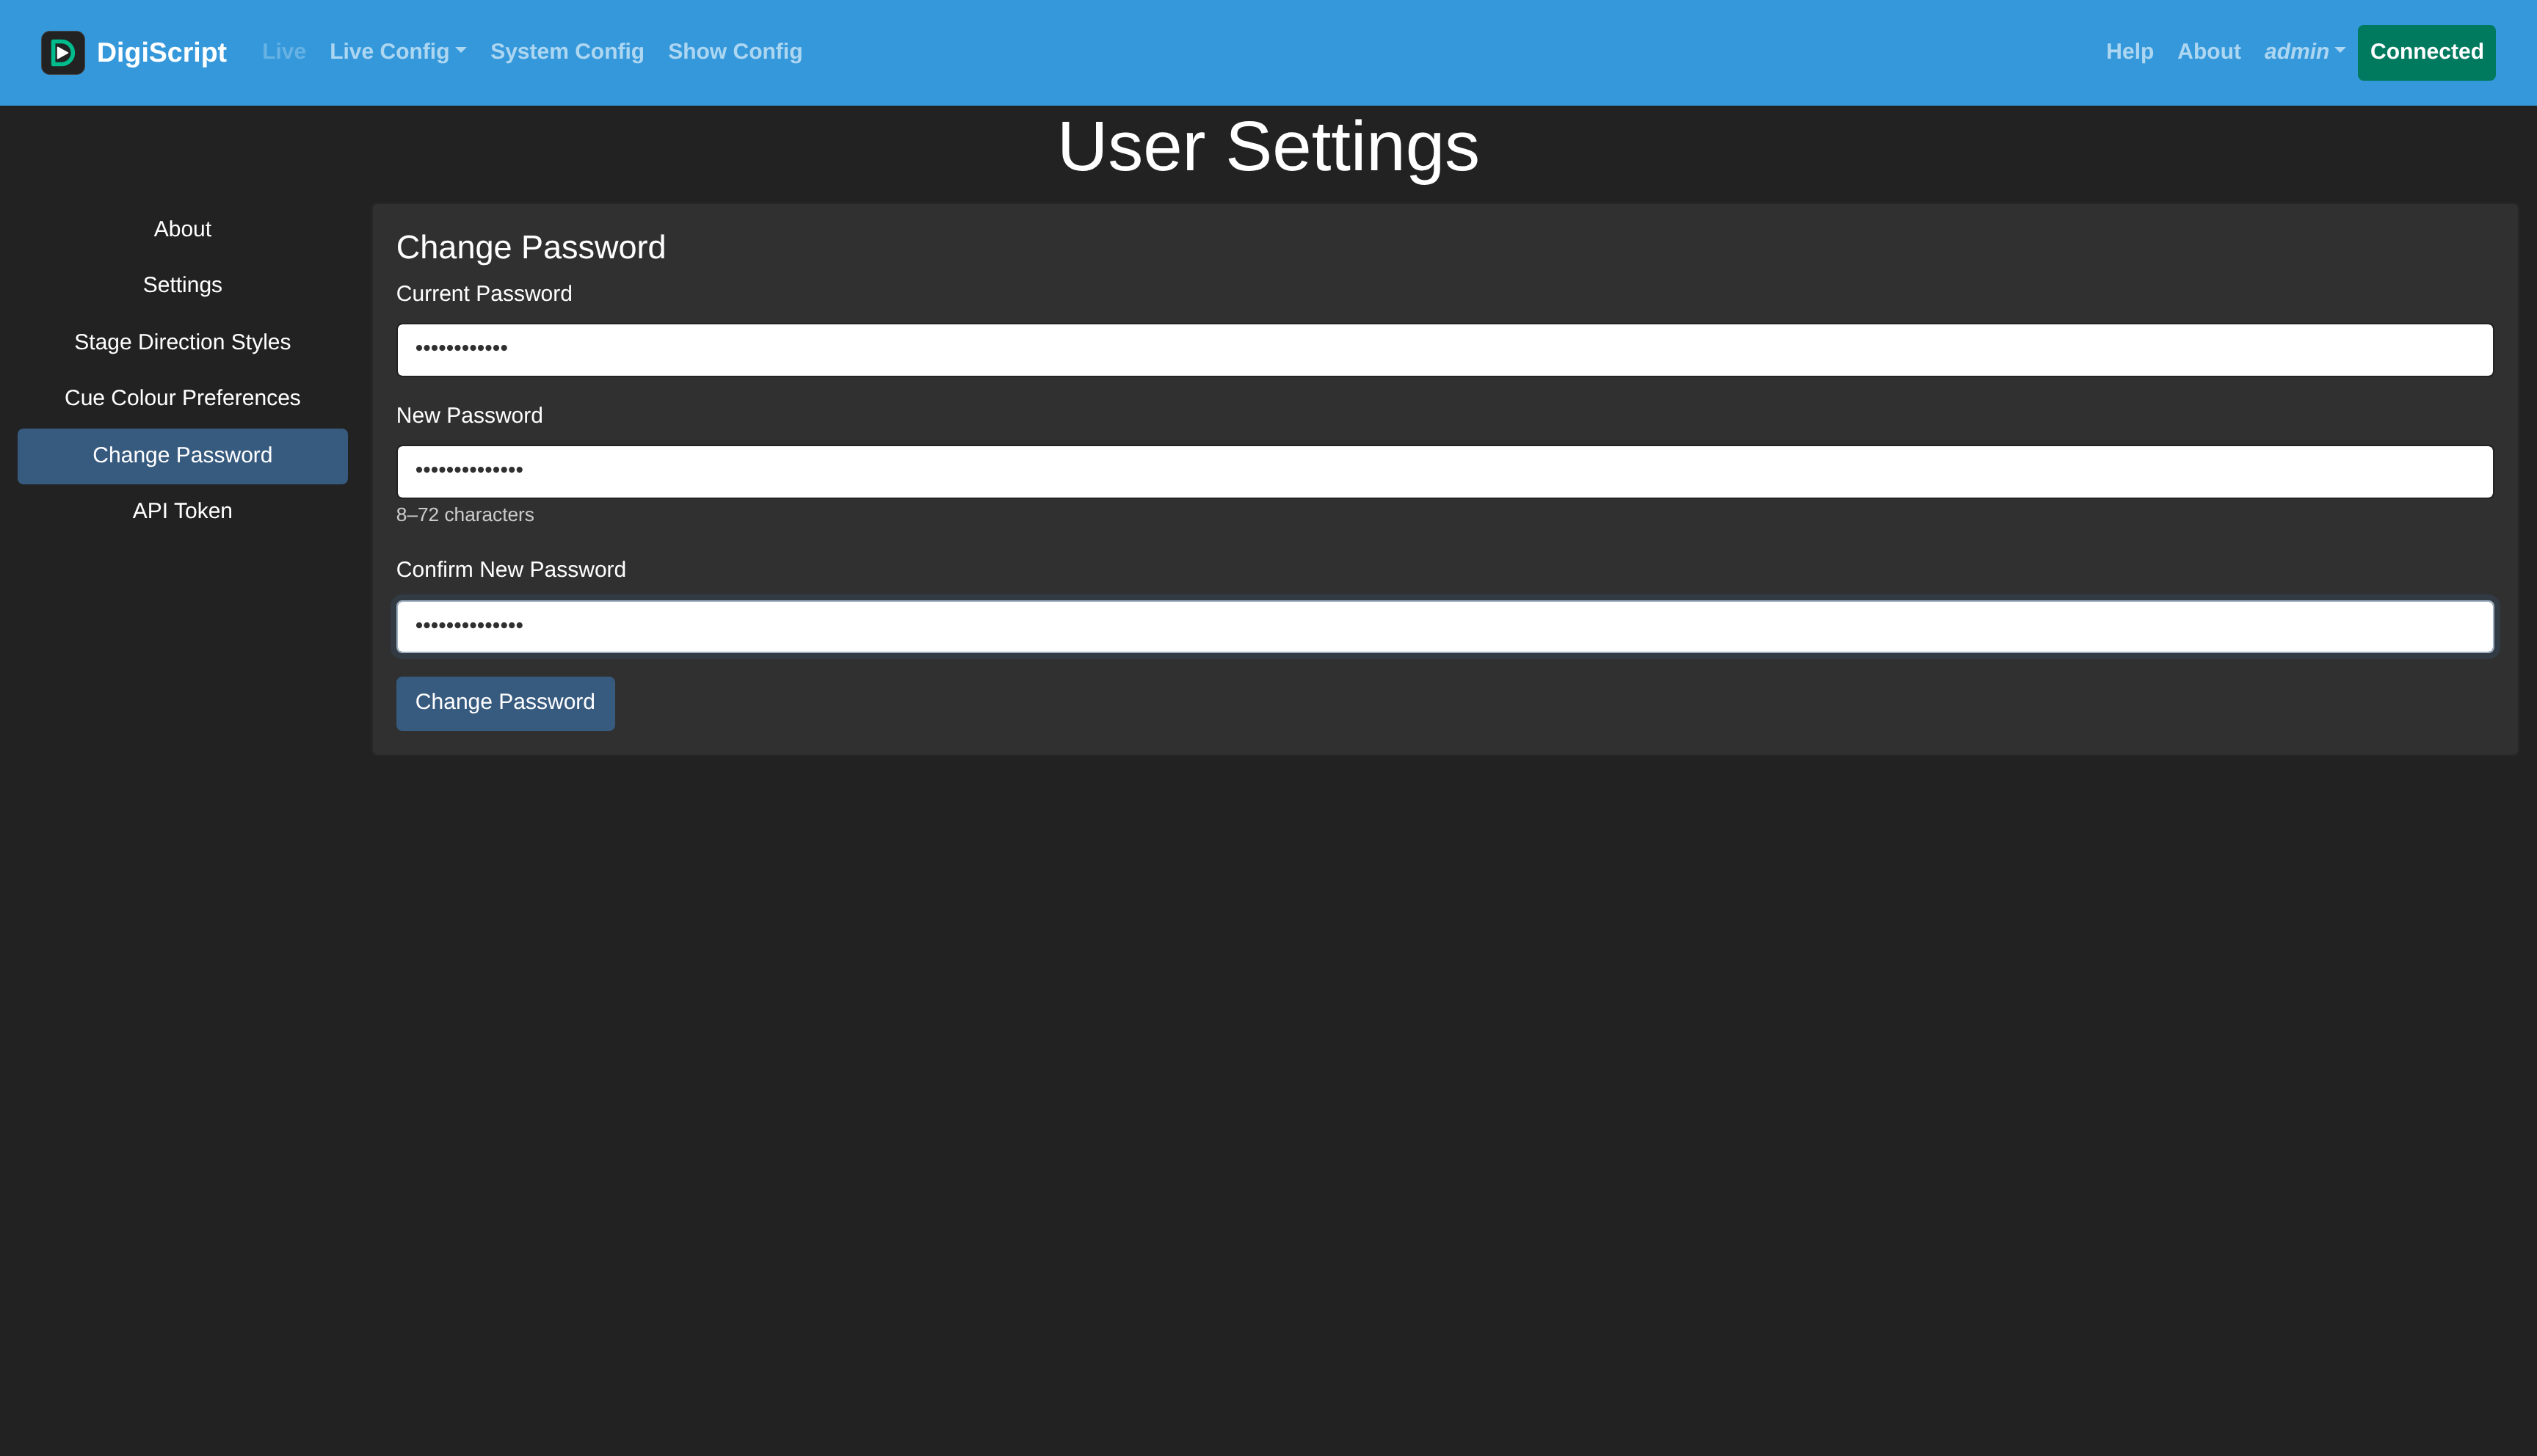 DigiScript Live Live Config System Config Show Config Help About admin Connected
User Settings
About
Settings
Stage Direction Styles
Cue Colour Preferences
Change Password
API Token
Change Password
Current Password
••••••••••••
New Password
••••••••••••••
8–72 characters
Confirm New Password
••••••••••••••
Change Password